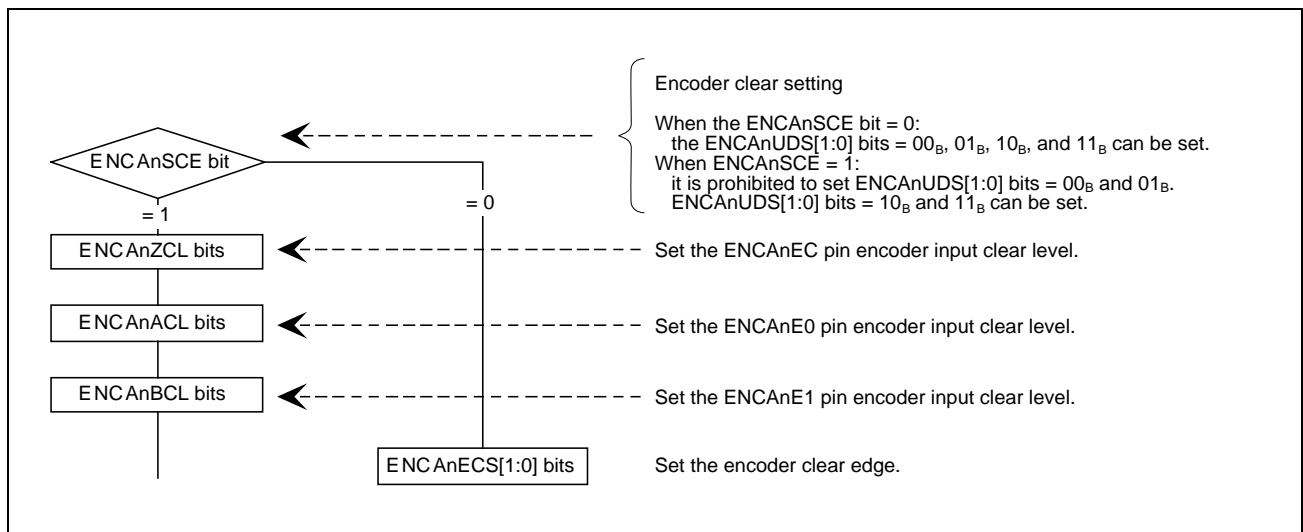 Encoder clear setting
When the ENCAnSCE bit = 0:
the ENCAnUDS[1:0] bits = 00B, 01B, 10B, and 11B can be set.
When ENCAnSCE = 1:
it is prohibited to set ENCAnUDS[1:0] bits = 00B and 01B.
ENCAnUDS[1:0] bits = 10B and 11B can be set.
ENCAnSCE bit
= 1
= 0
ENCAnZCL bits
Set the ENCAnEC pin encoder input clear level.
ENCAnACL bits
Set the ENCAnE0 pin encoder input clear level.
ENCAnBCL bits
Set the ENCAnE1 pin encoder input clear level.
ENCAnECS[1:0] bits
Set the encoder clear edge.